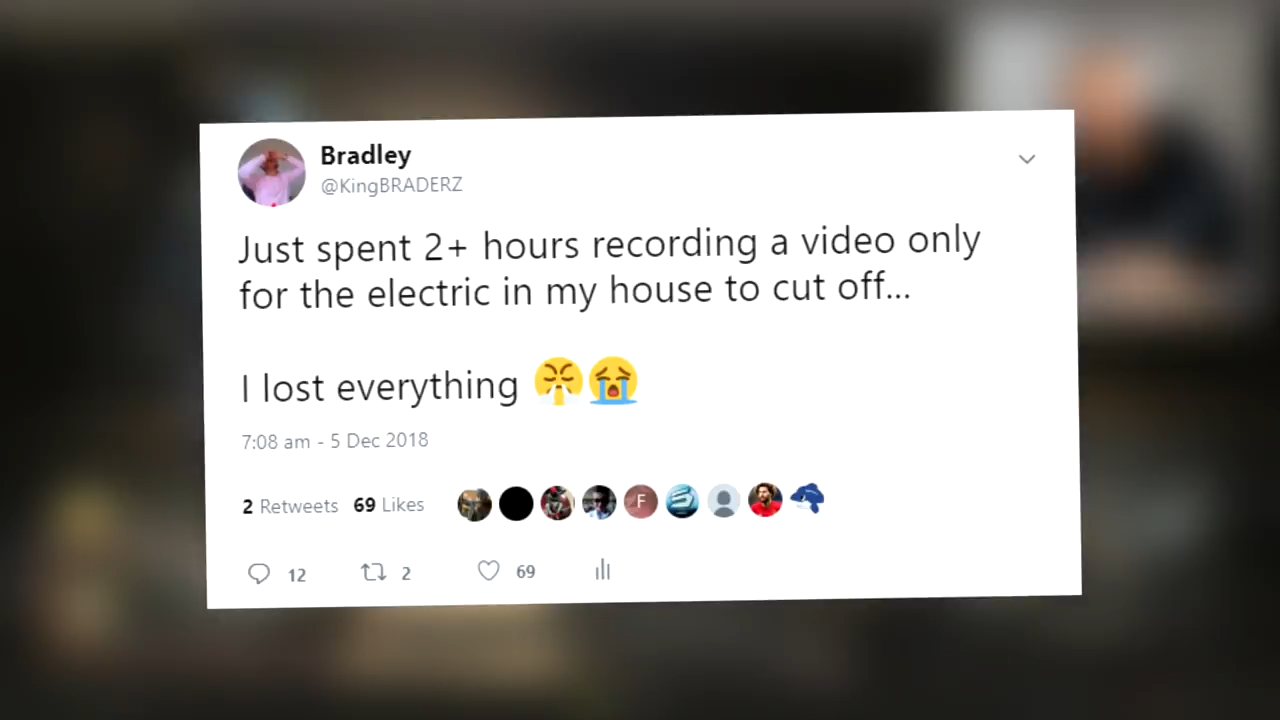 Bradley
@KingBRADERZ
Just spent 2+ hours recording a video only
for the electric in my house to cut off...
I lost everything 😤😭
7:08 am - 5 Dec 2018
2 Retweets 69 Likes F
12 2 69